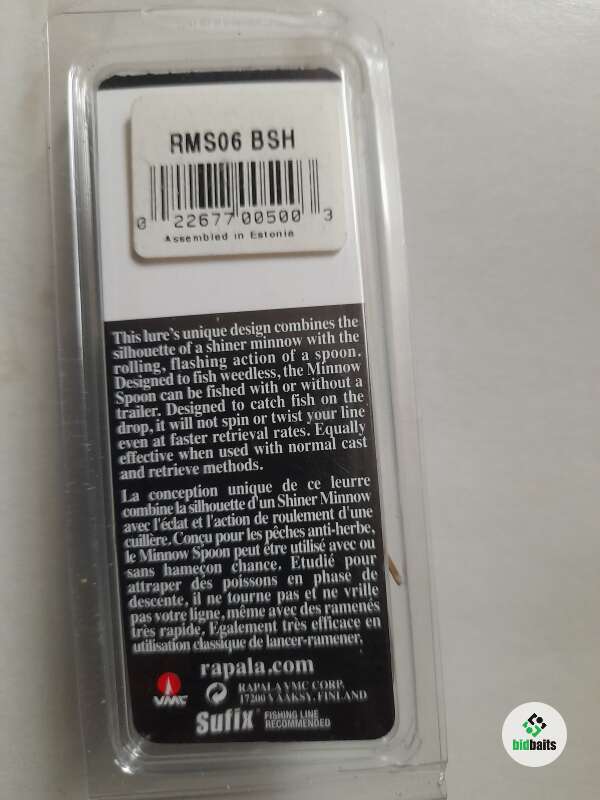 RMS06 BSH
0 22677 00500 3
Assembled in Estonia
This lure's unique design combines the
silhouette of a shiner minnow with the
rolling, flashing action of a spoon.
Designed to fish weedless, the Minnow
Spoon can be fished with or without a
trailer. Designed to catch fish on the
drop, it will not spin or twist your line
even at faster retrieval rates. Equally
effective when used with normal cast
and retrieve methods.
La conception unique de ce leurre
combine la silhouette d'un Shiner Minnow
avec l'éclat et l'action de roulement d'une
cuillère. Conçu pour les pêches anti-herbe,
le Minnow Spoon peut être utilisé avec ou
sans hameçon chance. Etudié pour
attraper des poissons en phase de
descente, il ne tourne pas et ne vrille
pas votre ligne, même avec des ramenés
très rapide. Egalement très efficace en
utilisation classique de lancer-ramener.
rapala.com
VMC
RAPALA VMC CORP.
17200 VÄÄKSY, FINLAND
Sufix FISHING LINE
RECOMMENDED
bidbaits